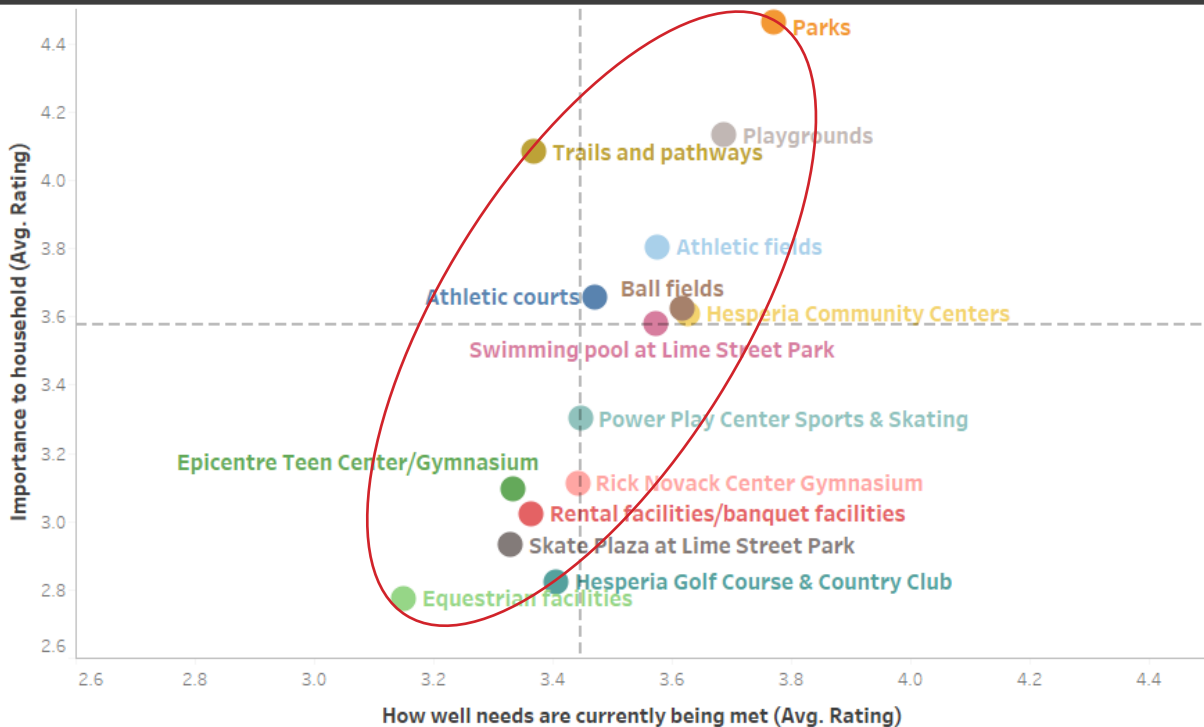 4.4
Parks
4.2
Playgrounds
Trails and pathways
4.0
3.8
Athletic fields
Ball fields
Athletic courts
Hesperia Community Centers
3.6
Swimming pool at Lime Street Park
3.4
Power Play Center Sports & Skating
3.2
Epicentre Teen Center/Gymnasium
Rick Novack Center Gymnasium
Rental facilities/banquet facilities
3.0
Skate Plaza at Lime Street Park
Hesperia Golf Course & Country Club
2.8
Equestrian facilities
2.6
Importance to household (Avg. Rating)
2.6 2.8 3.0 3.2 3.4 3.6 3.8 4.0 4.2 4.4
How well needs are currently being met (Avg. Rating)